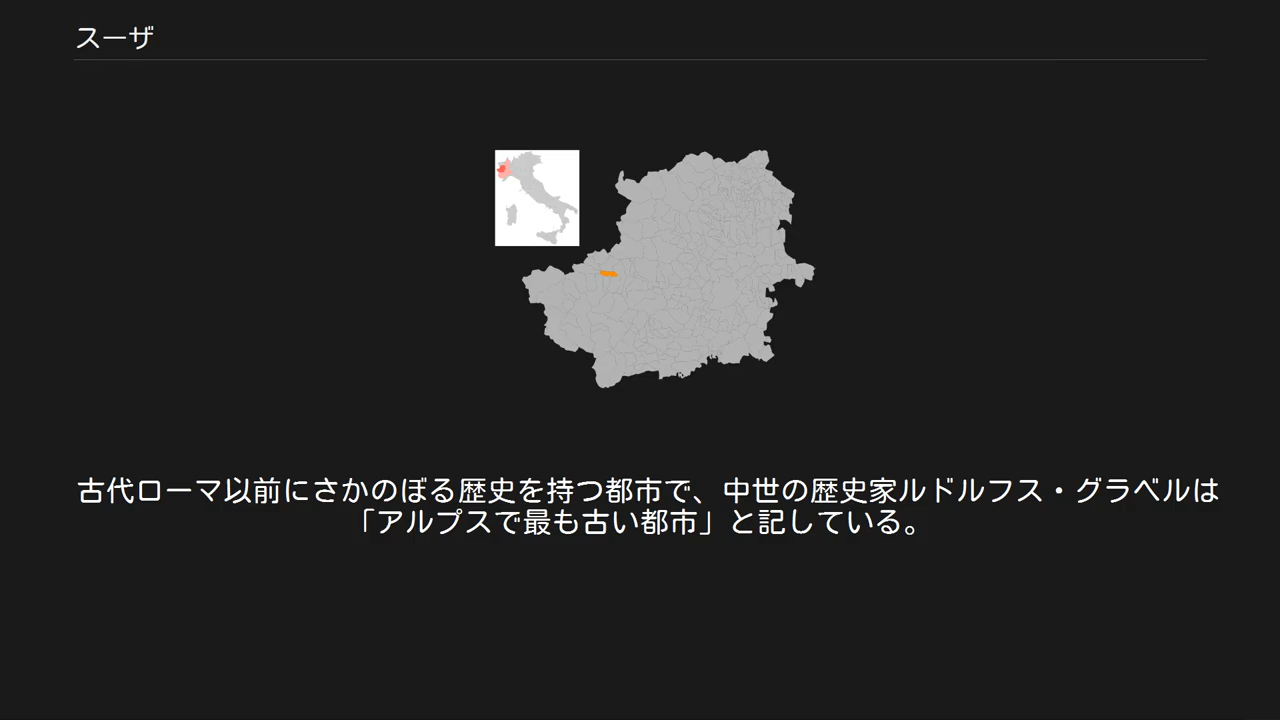 スーザ
古代ローマ以前にさかのぼる歴史を持つ都市で、中世の歴史家ルドルフス・グラベルは
「アルプスで最も古い都市」と記している。